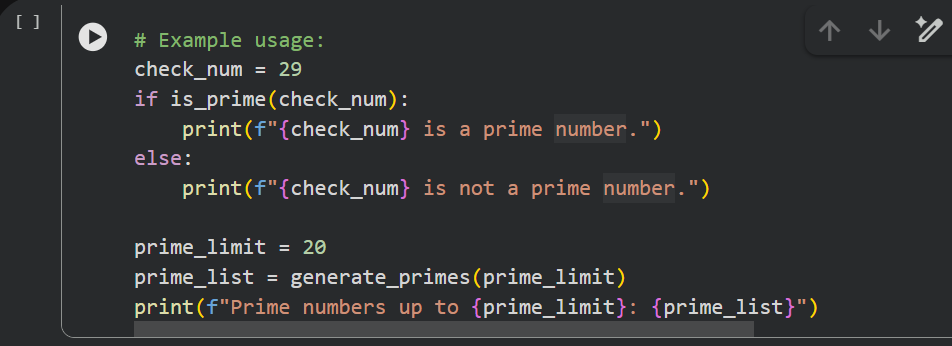 [ ]
# Example usage:
check_num = 29
if is_prime(check_num):
    print(f"{check_num} is a prime number.")
else:
    print(f"{check_num} is not a prime number.")

prime_limit = 20
prime_list = generate_primes(prime_limit)
print(f"Prime numbers up to {prime_limit}: {prime_list}")